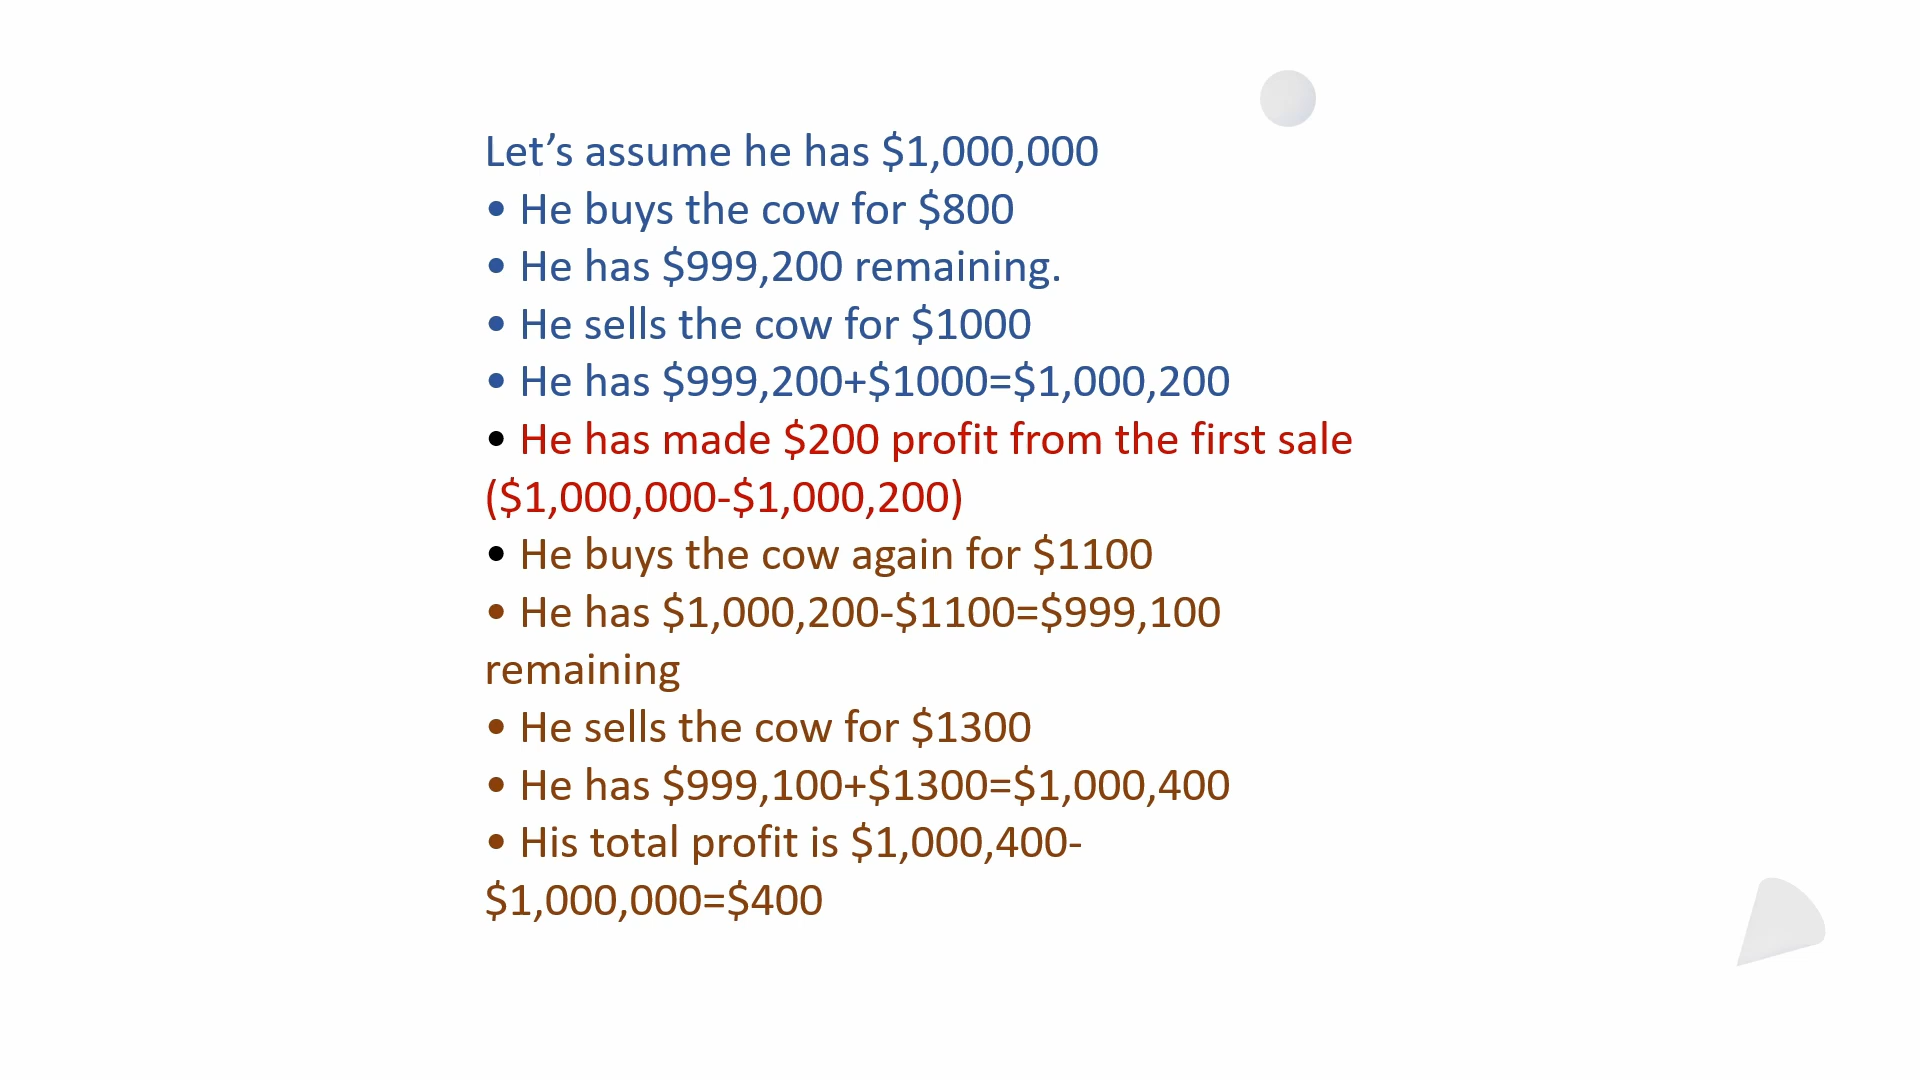 Let’s assume he has $1,000,000
• He buys the cow for $800
• He has $999,200 remaining.
• He sells the cow for $1000
• He has $999,200+$1000=$1,000,200
• He has made $200 profit from the first sale
($1,000,000-$1,000,200)
• He buys the cow again for $1100
• He has $1,000,200-$1100=$999,100
remaining
• He sells the cow for $1300
• He has $999,100+$1300=$1,000,400
• His total profit is $1,000,400-
$1,000,000=$400